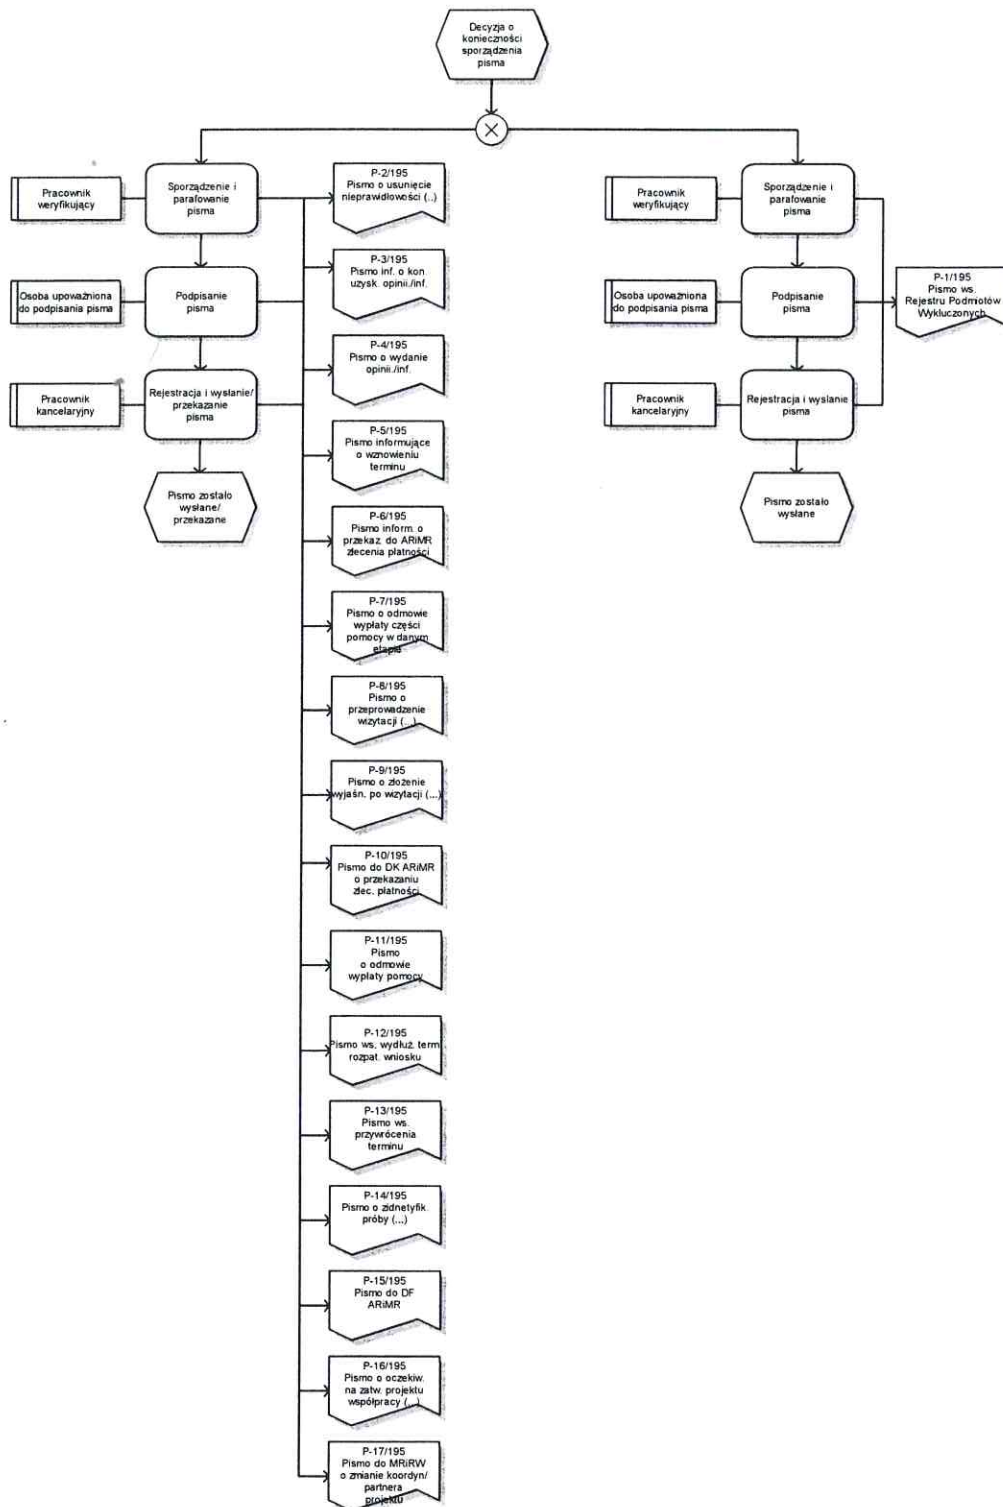 Decyzja o
konieczności
sporządzenia
pisma
Pracownik
weryfikujący
Sporządzenie i
parafowanie
pisma
Osoba upoważniona
do podpisania pisma
Podpisanie
pisma
Pracownik
kancelaryjny
Rejestracja i wysłanie/
przekazanie
pisma
Pismo zostało
wysłane/
przekazane
P-2/195
Pismo o usunięcie
nieprawidłowości (..)
P-3/195
Pismo inf. o kon.
uzysk. opinii./inf.
P-4/195
Pismo o wydanie
opinii./inf.
P-5/195
Pismo informujące
o wznowieniu
terminu
P-6/195
Pismo inform. o
przekaz. do ARiMR
zlecenia płatności
P-7/195
Pismo o odmowie
wypłaty części
pomocy w danym
etapie
P-8/195
Pismo o
przeprowadzenie
wizytacji (...)
P-9/195
Pismo o złożenie
wyjaśn. po wizytacji (...)
P-10/195
Pismo do DK ARiMR
o przekazaniu
zlec. płatności
P-11/195
Pismo
o odmowie
wypłaty pomocy
P-12/195
Pismo ws. wydłuż. term.
rozpat. wniosku
P-13/195
Pismo ws.
przywrócenia
terminu
P-14/195
Pismo o zidnetyfik.
próby (...)
P-15/195
Pismo do DF
ARiMR
P-16/195
Pismo o oczekiw.
na zatw. projektu
współpracy (...)
P-17/195
Pismo do MRiRW
o zmianie koordyn/
partnera
projektu
Pracownik
weryfikujący
Sporządzenie i
parafowanie
pisma
Osoba upoważniona
do podpisania pisma
Podpisanie
pisma
Pracownik
kancelaryjny
Rejestracja i wysłanie
pisma
Pismo zostało
wysłane
P-1/195
Pismo ws.
Rejestru Podmiotów
Wykluczonych